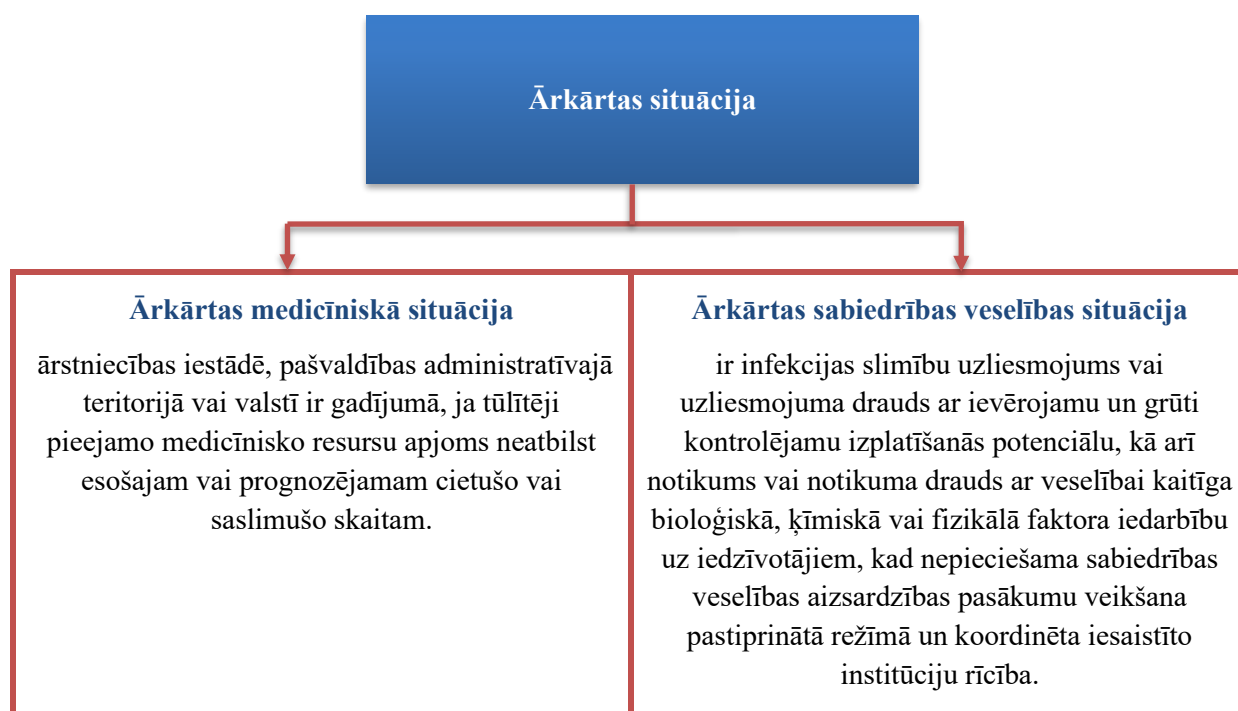 Ārkārtas situācija
Ārkārtas medicīniskā situācija
ārstniecības iestādē, pašvaldības administratīvajā
teritorijā vai valstī ir gadījumā, ja tūlītēji
pieejamo medicīnisko resursu apjoms neatbilst
esošajam vai prognozējamam cietušo vai
saslimušo skaitam.
Ārkārtas sabiedrības veselības situācija
ir infekcijas slimību uzliesmojums vai
uzliesmojuma drauds ar ievērojamu un grūti
kontrolējamu izplatīšanās potenciālu, kā arī
notikums vai notikuma drauds ar veselībai kaitīga
bioloģiskā, ķīmiskā vai fizikālā faktora iedarbību
uz iedzīvotājiem, kad nepieciešama sabiedrības
veselības aizsardzības pasākumu veikšana
pastiprinātā režīmā un koordinēta iesaistīto
institūciju rīcība.